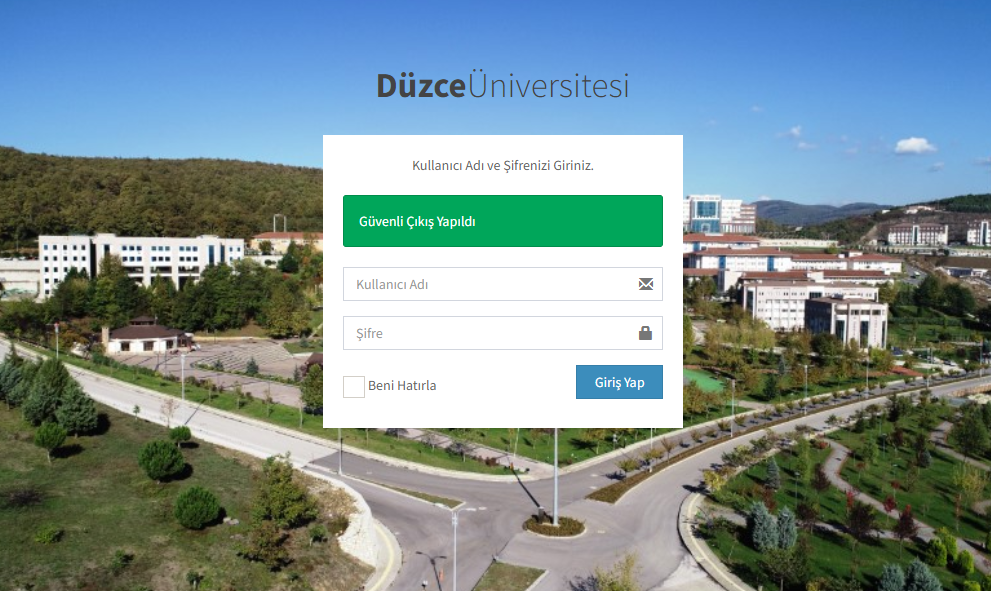 DüzceÜniversitesi
Kullanıcı Adı ve Şifrenizi Giriniz.
Güvenli Çıkış Yapıldı
Kullanıcı Adı
Şifre
Beni Hatırla
Giriş Yap